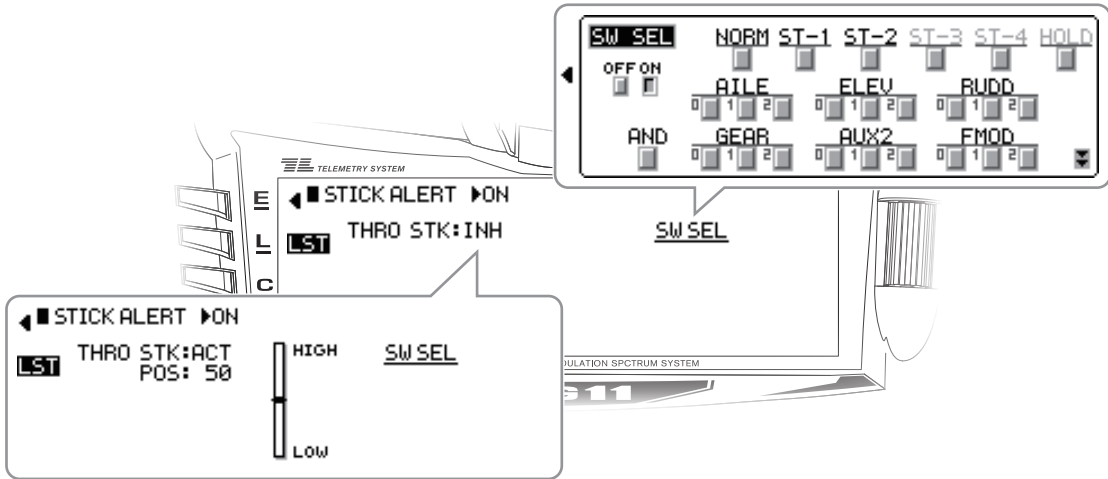 SW SEL NORM ST-1 ST-2 ST-3 ST-4 HOLD
OFF ON
AILE ELEV RUDD
0 1 2 0 1 2 0 1 2
AND GEAR AUX2 FMOD
0 1 2 0 1 2 0 1 2
TELEMETRY SYSTEM
E
L
C
STICK ALERT ▶ON
LST THRO STK:INH SW SEL
STICK ALERT ▶ON
LST THRO STK:ACT HIGH SW SEL
POS: 50
LOW
SPCTRUM SYSTEM
11